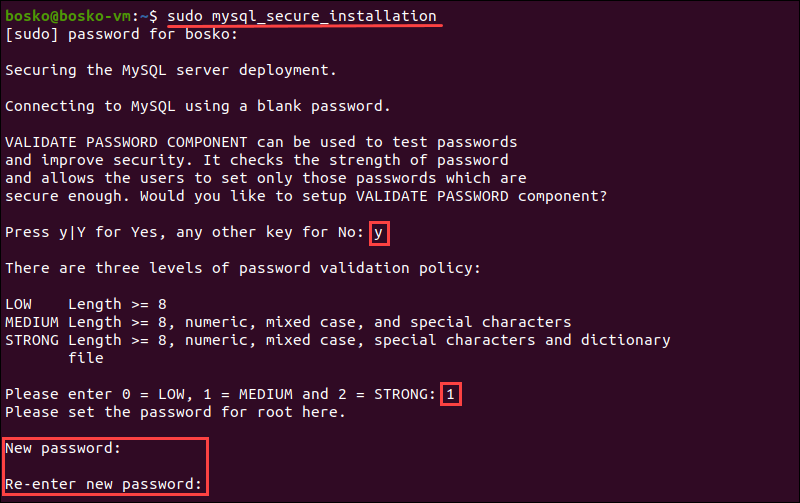 bosko@bosko-vm:~$ sudo mysql_secure_installation
[sudo] password for bosko:
Securing the MySQL server deployment.
Connecting to MySQL using a blank password.
VALIDATE PASSWORD COMPONENT can be used to test passwords
and improve security. It checks the strength of password
and allows the users to set only those passwords which are
secure enough. Would you like to setup VALIDATE PASSWORD component?
Press y|Y for Yes, any other key for No: y
There are three levels of password validation policy:
LOW    Length >= 8
MEDIUM Length >= 8, numeric, mixed case, and special characters
STRONG Length >= 8, numeric, mixed case, special characters and dictionary
       file
Please enter 0 = LOW, 1 = MEDIUM and 2 = STRONG: 1
Please set the password for root here.
New password:
Re-enter new password: